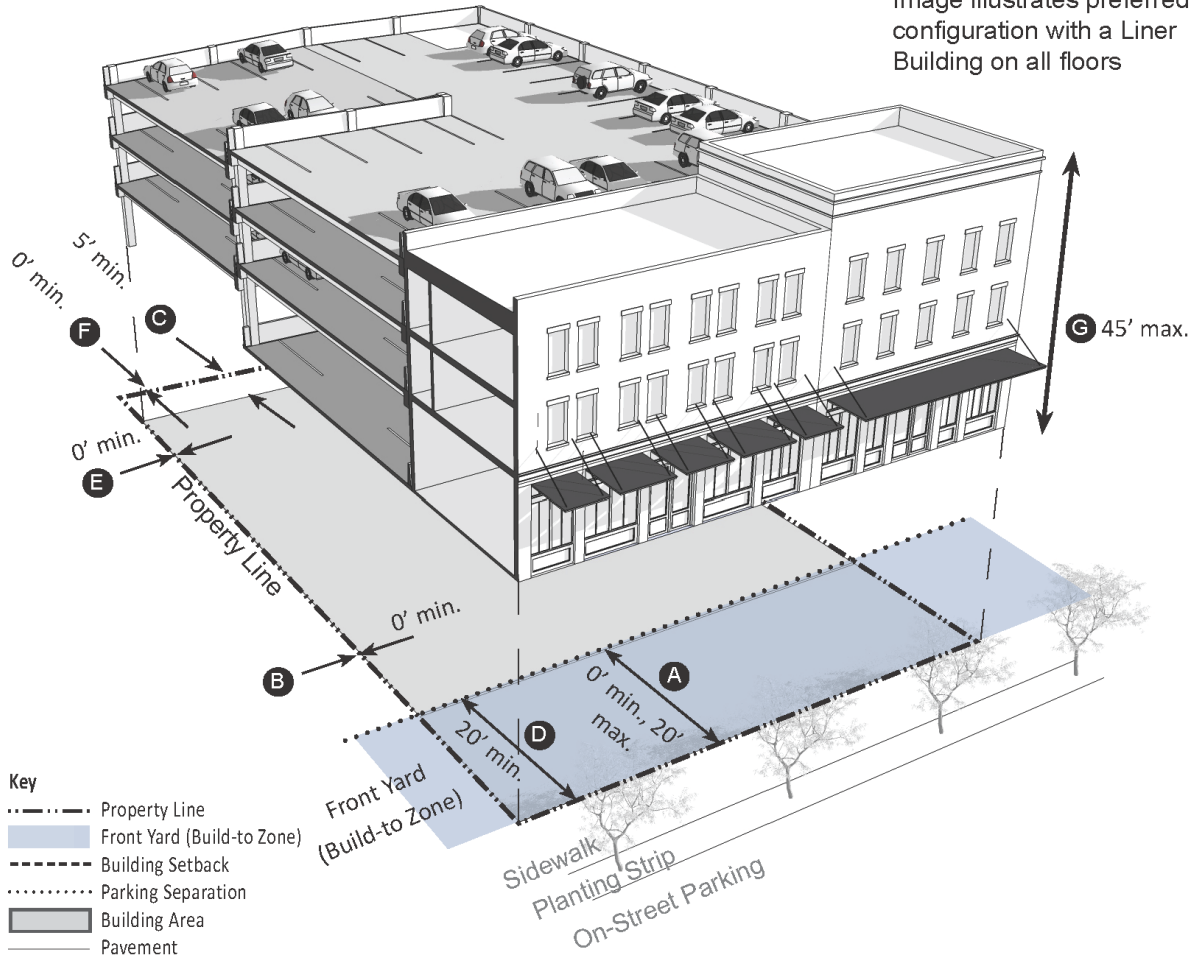 Image illustrates preferred
configuration with a Liner
Building on all floors
5' min.
0' min.
C
F
G 45' max.
0' min.
E
Property Line
0' min.
B
A
0' min., 20'
max.
D
20' min.
Front Yard
(Build-to Zone)
Sidewalk
Planting Strip
On-Street Parking
Key
Property Line
Front Yard (Build-to Zone)
Building Setback
Parking Separation
Building Area
Pavement